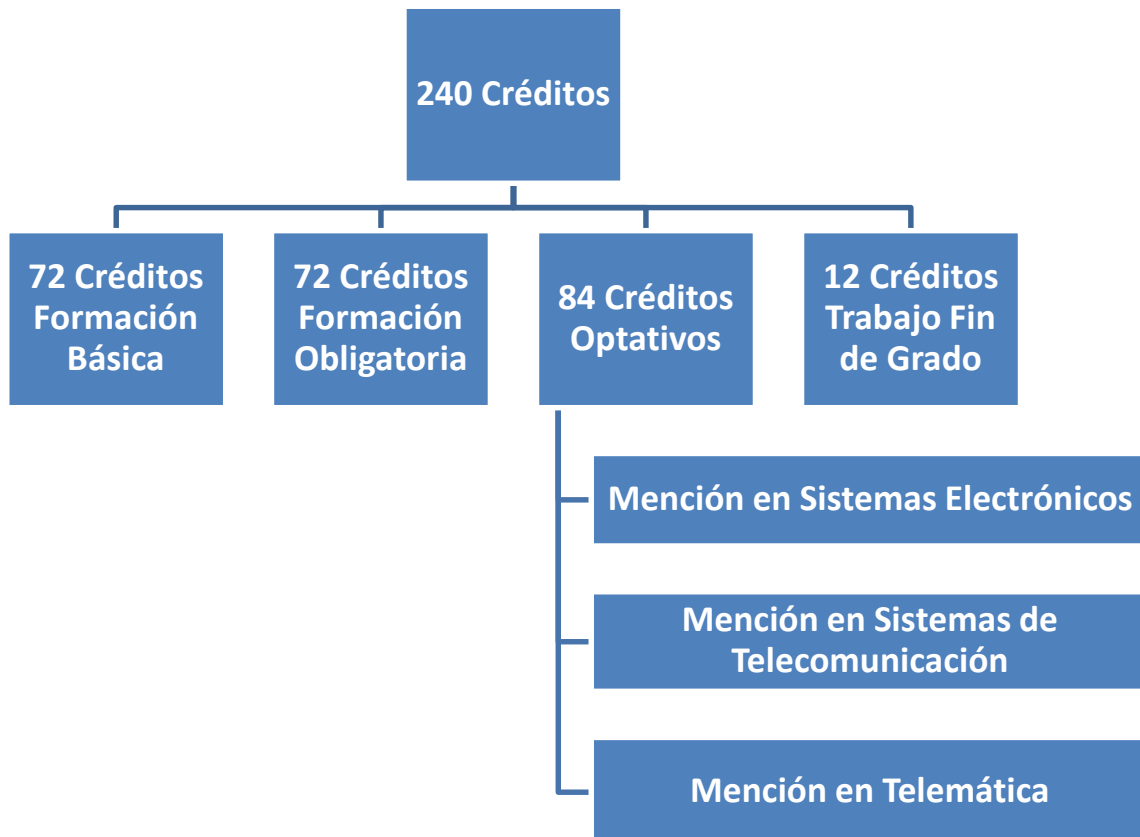 240 Créditos
72 Créditos
Formación
Básica
72 Créditos
Formación
Obligatoria
84 Créditos
Optativos
12 Créditos
Trabajo Fin
de Grado
Mención en Sistemas Electrónicos
Mención en Sistemas de
Telecomunicación
Mención en Telemática